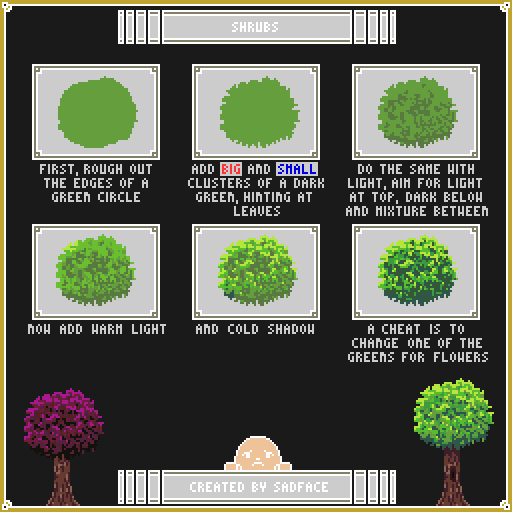 SHRUBS
FIRST, ROUGH OUT
THE EDGES OF A
GREEN CIRCLE
ADD BIG AND SMALL
CLUSTERS OF A DARK
GREEN, HINTING AT
LEAVES
DO THE SAME WITH
LIGHT, AIM FOR LIGHT
AT TOP, DARK BELOW
AND MIXTURE BETWEEN
NOW ADD WARM LIGHT
AND COLD SHADOW
A CHEAT IS TO
CHANGE ONE OF THE
GREENS FOR FLOWERS
CREATED BY SADFACE